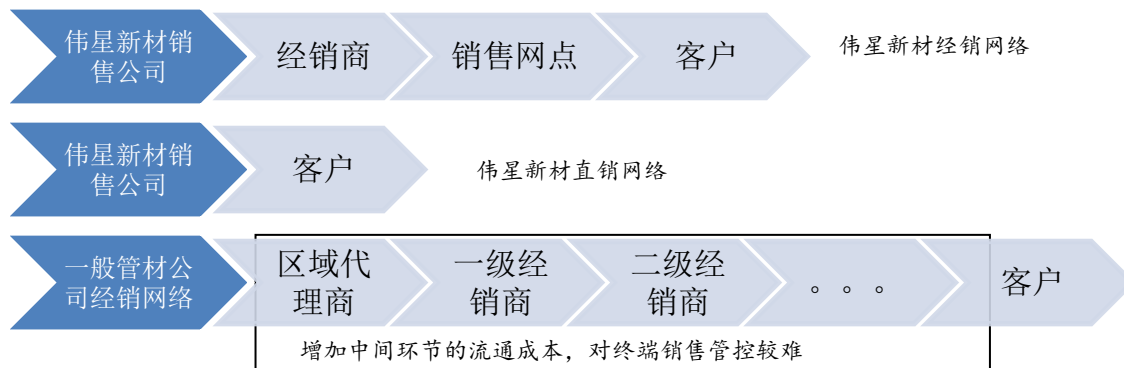 伟星新材销
售公司
经销商
销售网点
客户
伟星新材经销网络
伟星新材销
售公司
客户
伟星新材直销网络
一般管材公
司经销网络
区域代
理商
一级经
销商
二级经
销商
。。。
客户
增加中间环节的流通成本，对终端销售管控较难